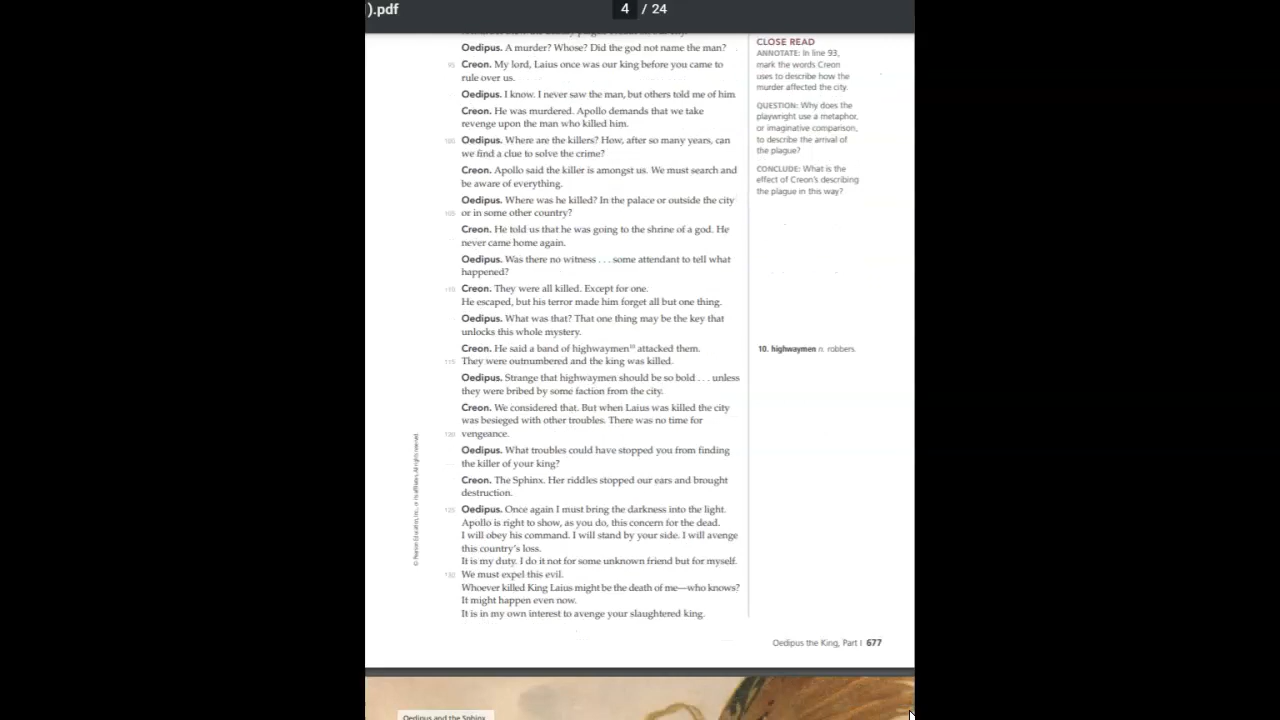 ).pdf
4 / 24
Oedipus. A murder? Whose? Did the god not name the man?
95 Creon. My lord, Laius once was our king before you came to
rule over us.
Oedipus. I know. I never saw the man, but others told me of him.
Creon. He was murdered. Apollo demands that we take
revenge upon the man who killed him.
100 Oedipus. Where are the killers? How, after so many years, can
we find a clue to solve the crime?
Creon. Apollo said the killer is amongst us. We must search and
be aware of everything.
Oedipus. Where was he killed? In the palace or outside the city
105 or in some other country?
Creon. He told us that he was going to the shrine of a god. He
never came home again.
Oedipus. Was there no witness . . . some attendant to tell what
happened?
110 Creon. They were all killed. Except for one.
He escaped, but his terror made him forget all but one thing.
Oedipus. What was that? That one thing may be the key that
unlocks this whole mystery.
Creon. He said a band of highwaymen¹⁰ attacked them.
115 They were outnumbered and the king was killed.
Oedipus. Strange that highwaymen should be so bold . . . unless
they were bribed by some faction from the city.
Creon. We considered that. But when Laius was killed the city
was besieged with other troubles. There was no time for
120 vengeance.
Oedipus. What troubles could have stopped you from finding
the killer of your king?
Creon. The Sphinx. Her riddles stopped our ears and brought
destruction.
125 Oedipus. Once again I must bring the darkness into the light.
Apollo is right to show, as you do, this concern for the dead.
I will obey his command. I will stand by your side. I will avenge
this country's loss.
It is my duty. I do it not for some unknown friend but for myself.
130 We must expel this evil.
Whoever killed King Laius might be the death of me—who knows?
It might happen even now.
It is in my own interest to avenge your slaughtered king.
CLOSE READ
ANNOTATE: In line 93,
mark the words Creon
uses to describe how the
murder affected the city.
QUESTION: Why does the
playwright use a metaphor,
or imaginative comparison,
to describe the arrival of
the plague?
CONCLUDE: What is the
effect of Creon's describing
the plague in this way?
10. highwaymen n. robbers.
© Pearson Education, Inc., or its affiliates. All rights reserved.
Oedipus the King, Part I 677
Oedipus and the Sphinx,